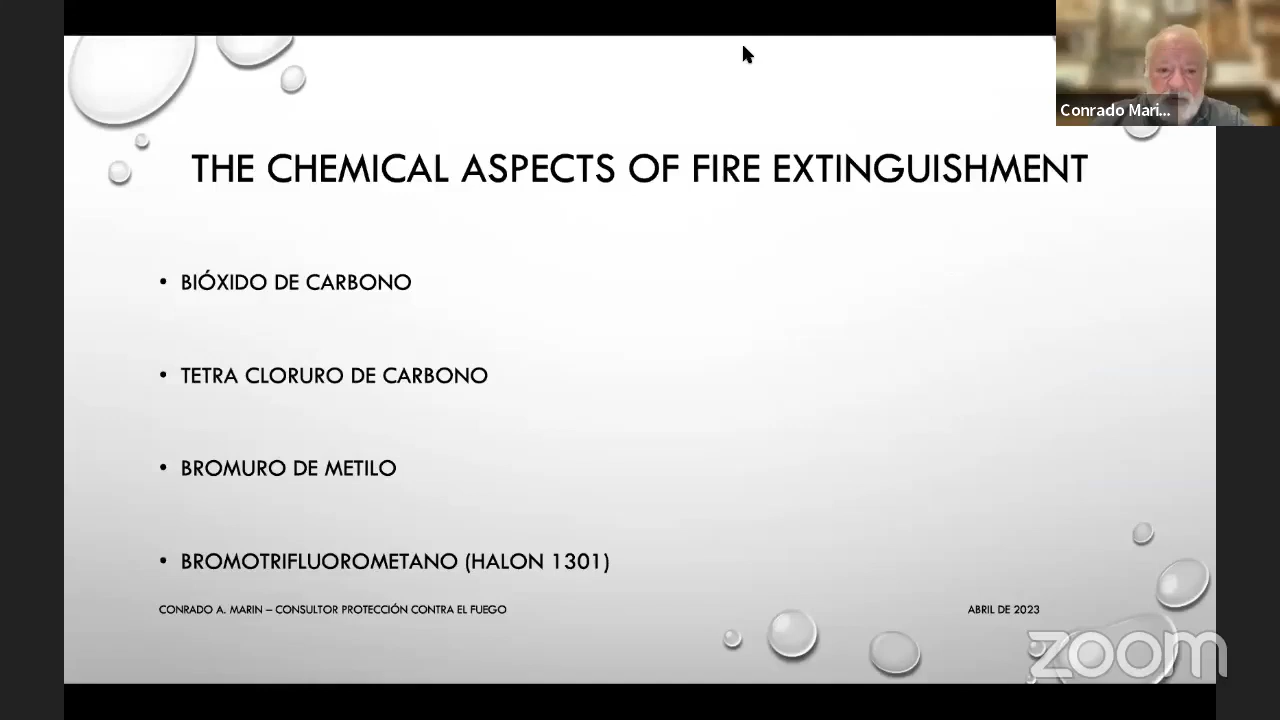 Conrado Mari...
THE CHEMICAL ASPECTS OF FIRE EXTINGUISHMENT
• BIÓXIDO DE CARBONO
• TETRA CLORURO DE CARBONO
• BROMURO DE METILO
• BROMOTRIFLUOROMETANO (HALON 1301)
CONRADO A. MARIN – CONSULTOR PROTECCIÓN CONTRA EL FUEGO
ABRIL DE 2023
zoom